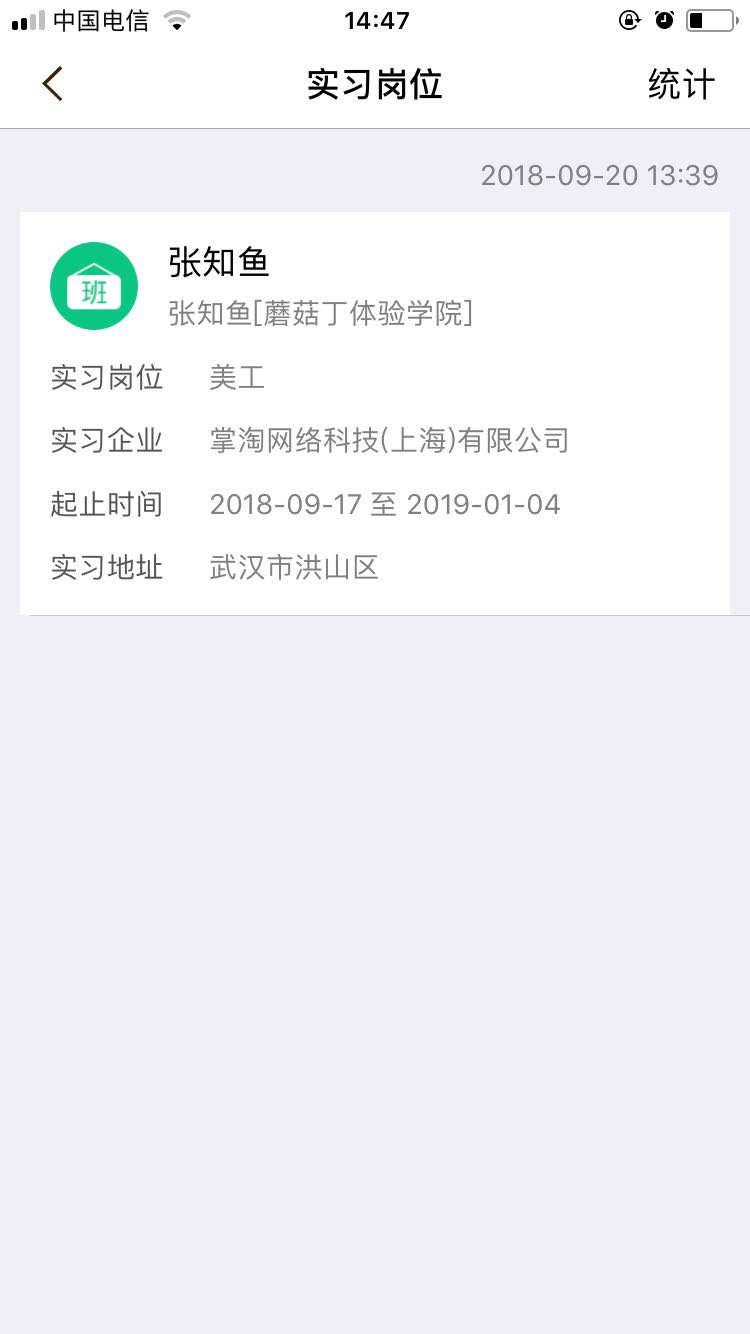 中国电信 14:47
实习岗位 统计
2018-09-20 13:39
班 张知鱼
张知鱼[蘑菇丁体验学院]
实习岗位 美工
实习企业 掌淘网络科技(上海)有限公司
起止时间 2018-09-17 至 2019-01-04
实习地址 武汉市洪山区